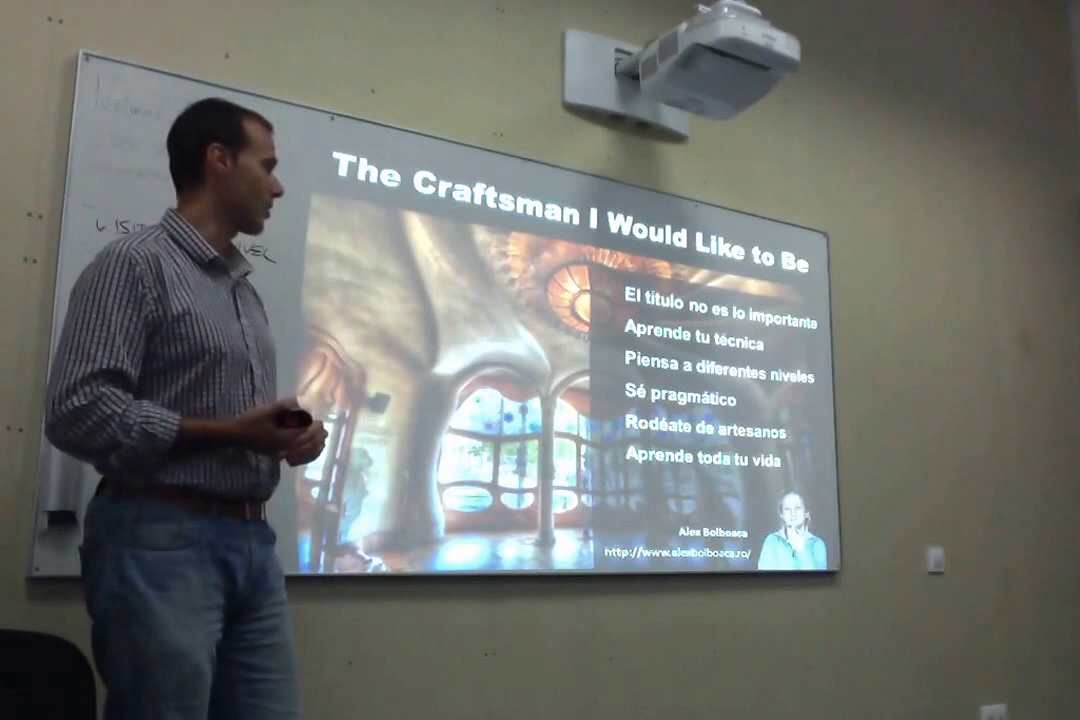 The Craftsman I Would Like to Be
El título no es lo importante
Aprende tu técnica
Piensa a diferentes niveles
Sé pragmático
Rodéate de artesanos
Aprende toda tu vida
Alex Bolboaca
http://www.alexbolboaca.ro/